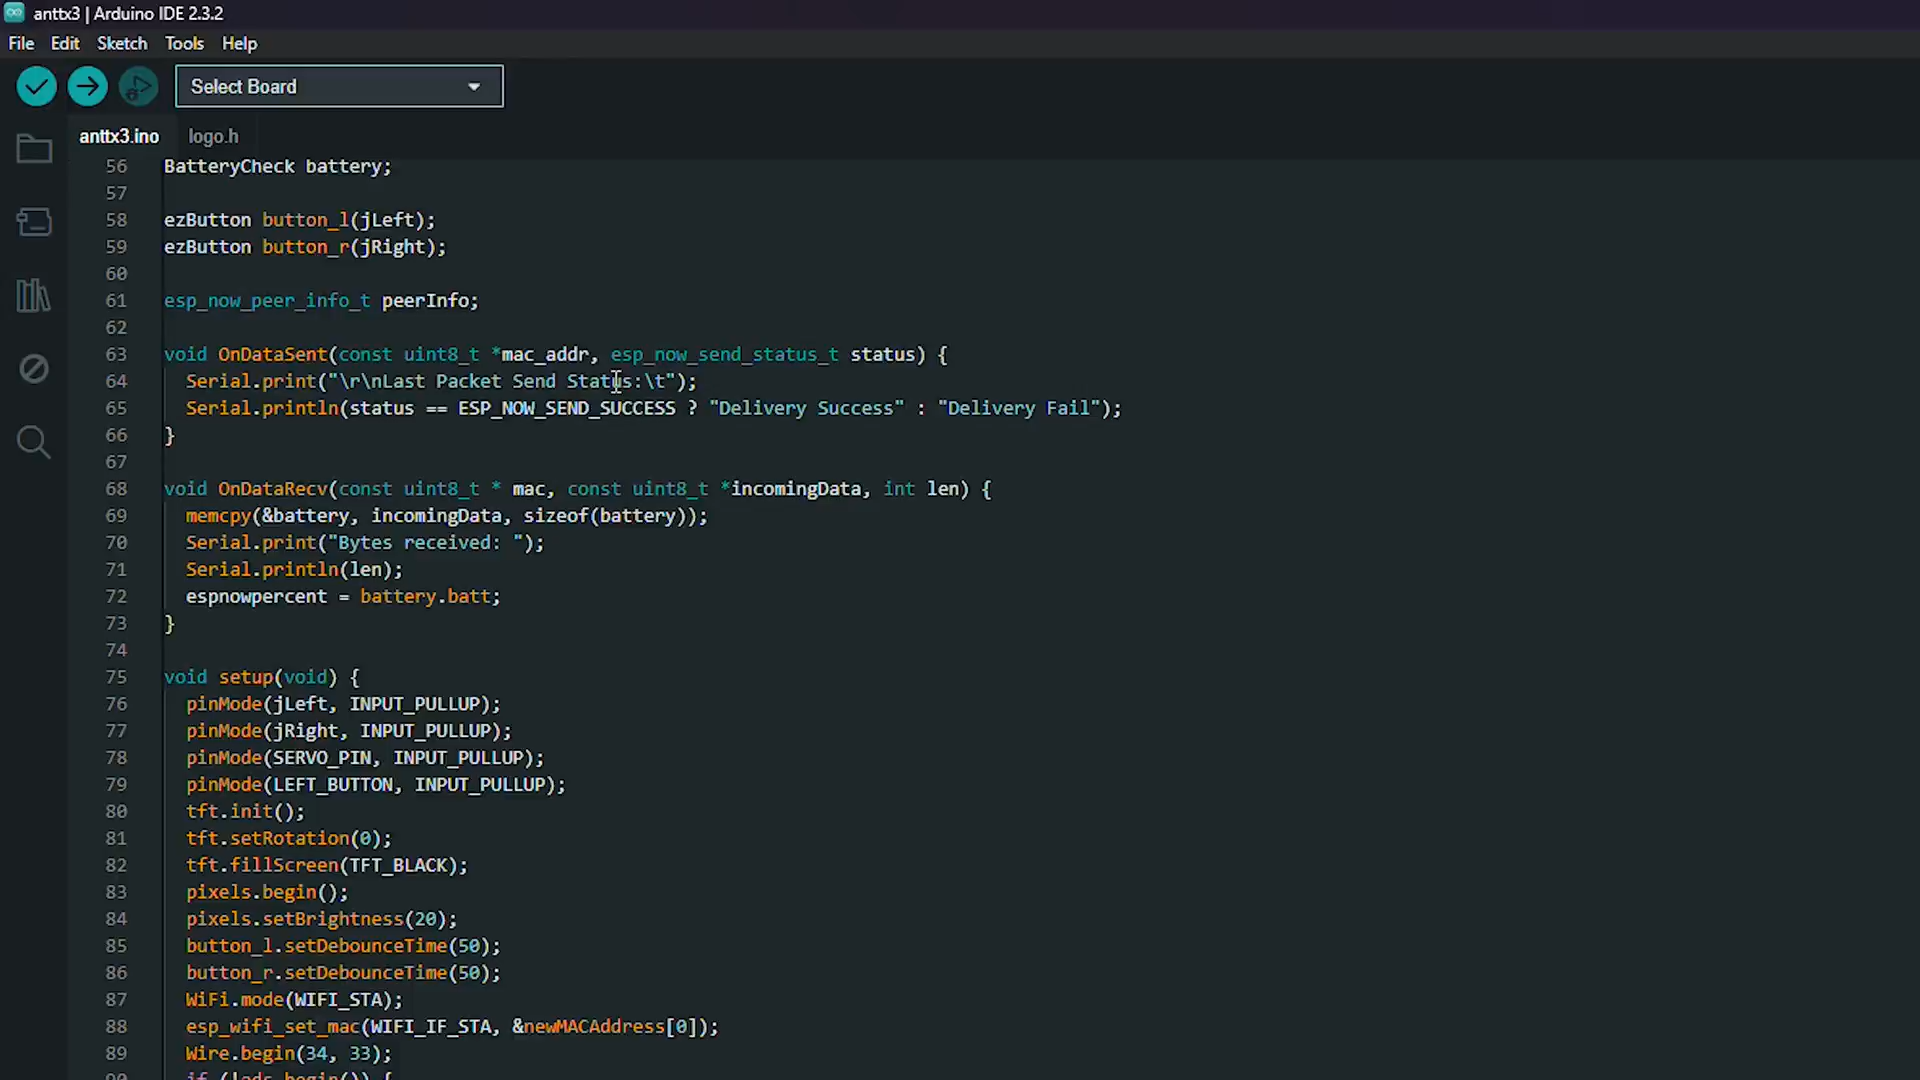 anttx3 | Arduino IDE 2.3.2
File Edit Sketch Tools Help
Select Board
anttx3.ino logo.h
56 BatteryCheck battery;
57
58 ezButton button_l(jLeft);
59 ezButton button_r(jRight);
60
61 esp_now_peer_info_t peerInfo;
62
63 void OnDataSent(const uint8_t *mac_addr, esp_now_send_status_t status) {
64   Serial.print("\r\nLast Packet Send Status:\t");
65   Serial.println(status == ESP_NOW_SEND_SUCCESS ? "Delivery Success" : "Delivery Fail");
66 }
67
68 void OnDataRecv(const uint8_t * mac, const uint8_t *incomingData, int len) {
69   memcpy(&battery, incomingData, sizeof(battery));
70   Serial.print("Bytes received: ");
71   Serial.println(len);
72   espnowpercent = battery.batt;
73 }
74
75 void setup(void) {
76   pinMode(jLeft, INPUT_PULLUP);
77   pinMode(jRight, INPUT_PULLUP);
78   pinMode(SERVO_PIN, INPUT_PULLUP);
79   pinMode(LEFT_BUTTON, INPUT_PULLUP);
80   tft.init();
81   tft.setRotation(0);
82   tft.fillScreen(TFT_BLACK);
83   pixels.begin();
84   pixels.setBrightness(20);
85   button_l.setDebounceTime(50);
86   button_r.setDebounceTime(50);
87   WiFi.mode(WIFI_STA);
88   esp_wifi_set_mac(WIFI_IF_STA, &newMACAddress[0]);
89   Wire.begin(34, 33);
90   if (!ads.begin()) {